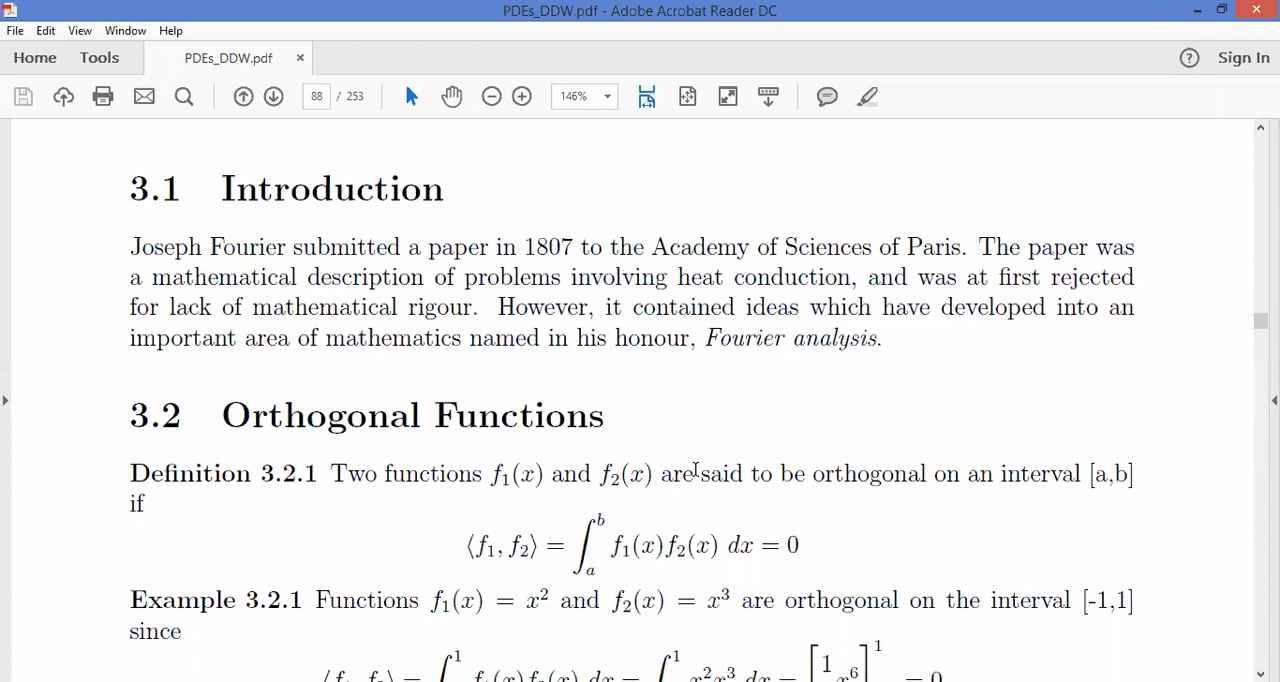 PDEs_DDW.pdf - Adobe Acrobat Reader DC
File Edit View Window Help
Home Tools PDEs_DDW.pdf × ? Sign In
88 / 253 146%
3.1 Introduction
Joseph Fourier submitted a paper in 1807 to the Academy of Sciences of Paris. The paper was
a mathematical description of problems involving heat conduction, and was at first rejected
for lack of mathematical rigour. However, it contained ideas which have developed into an
important area of mathematics named in his honour, Fourier analysis.
3.2 Orthogonal Functions
Definition 3.2.1 Two functions f₁(x) and f₂(x) are said to be orthogonal on an interval [a,b]
if
⟨f₁, f₂⟩ = ∫ₐᵇ f₁(x)f₂(x) dx = 0
Example 3.2.1 Functions f₁(x) = x² and f₂(x) = x³ are orthogonal on the interval [-1,1]
since